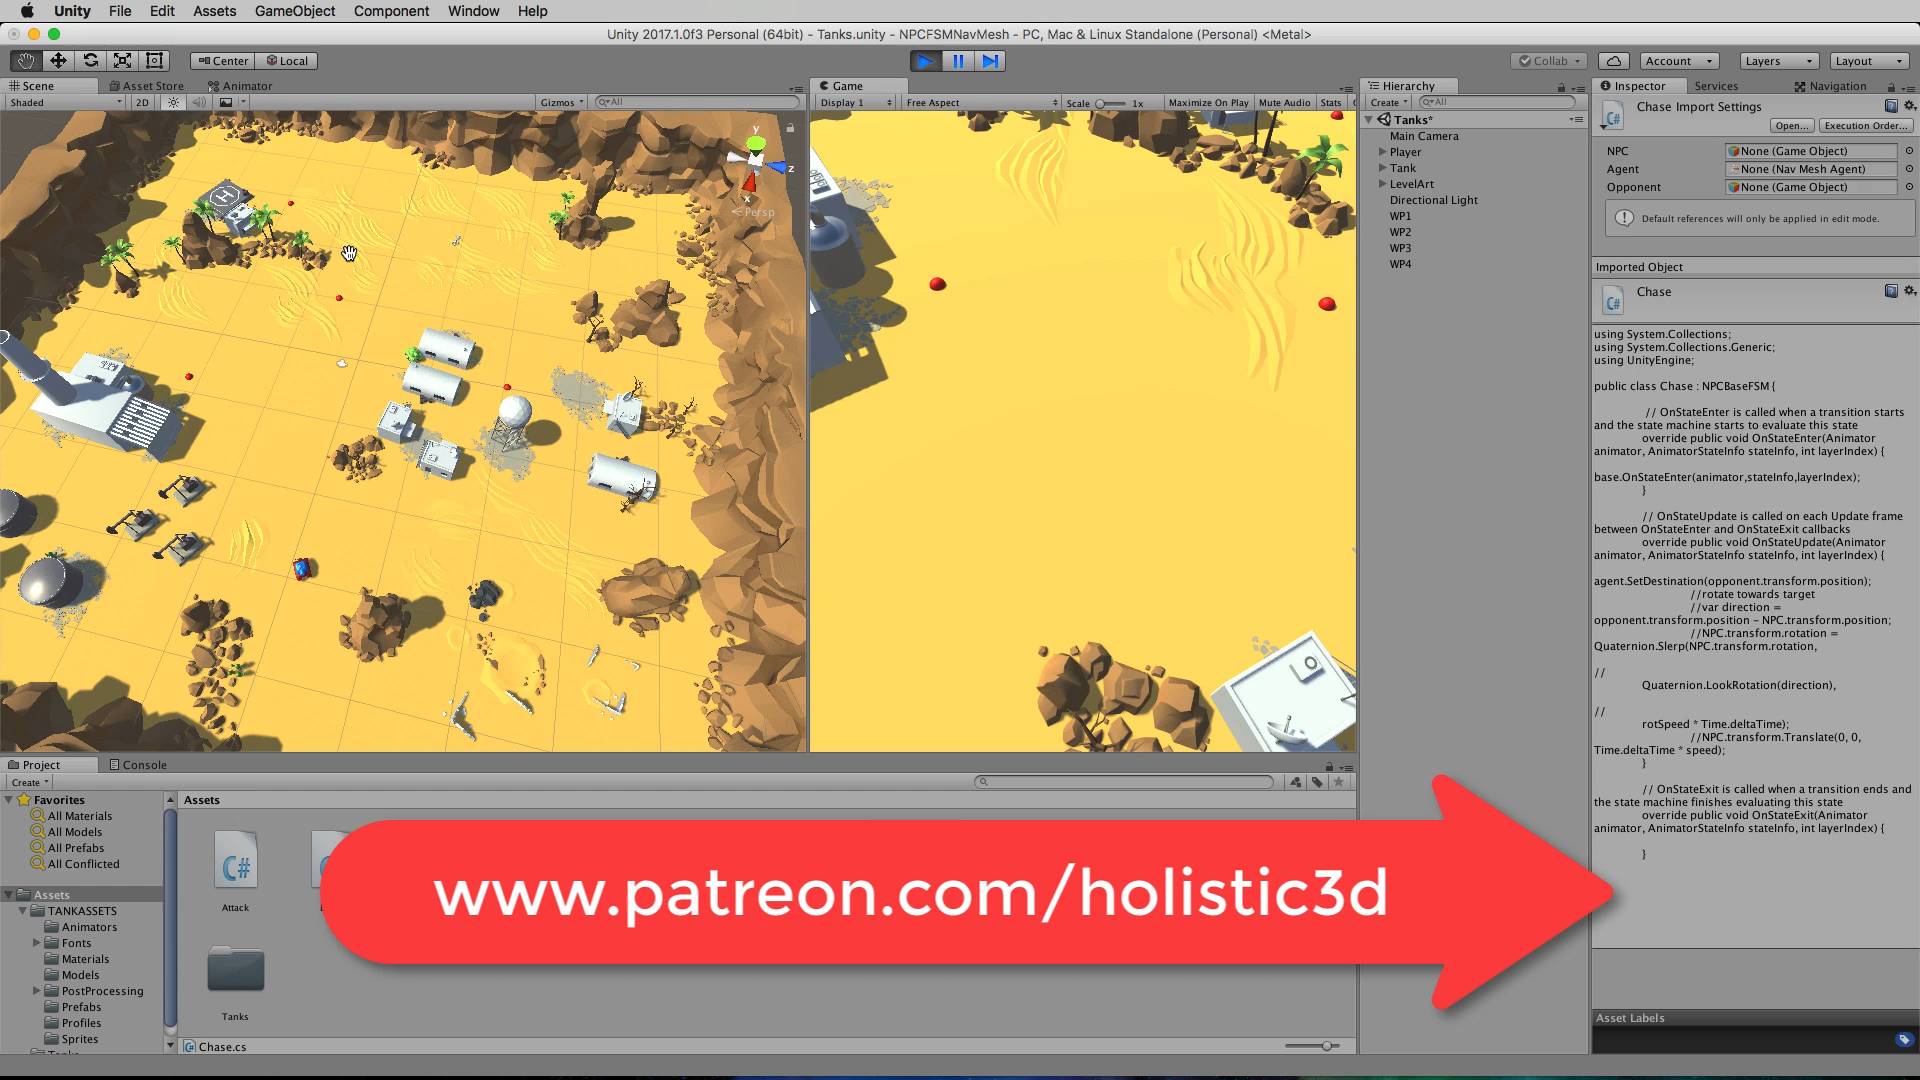 Unity File Edit Assets GameObject Component Window Help
Unity 2017.1.0f3 Personal (64bit) - Tanks.unity - NPCFSMNavMesh - PC, Mac & Linux Standalone (Personal) <Metal>
Center Local
Collab Account Layers Layout
Scene Asset Store Animator
Shaded 2D Gizmos All
y
z
x
Persp
H
Game
Display 1 Free Aspect Scale 1x Maximize On Play Mute Audio Stats
Hierarchy
Create All
Tanks*
Main Camera
Player
Tank
LevelArt
Directional Light
WP1
WP2
WP3
WP4
Inspector Services Navigation
Chase Import Settings
Open... Execution Order...
NPC None (Game Object)
Agent None (Nav Mesh Agent)
Opponent None (Game Object)
Default references will only be applied in edit mode.
Imported Object
Chase
using System.Collections;
using System.Collections.Generic;
using UnityEngine;
public class Chase : NPCBaseFSM {
// OnStateEnter is called when a transition starts
and the state machine starts to evaluate this state
override public void OnStateEnter(Animator
animator, AnimatorStateInfo stateInfo, int layerIndex) {
base.OnStateEnter(animator,stateInfo,layerIndex);
}
// OnStateUpdate is called on each Update frame
between OnStateEnter and OnStateExit callbacks
override public void OnStateUpdate(Animator
animator, AnimatorStateInfo stateInfo, int layerIndex) {
agent.SetDestination(opponent.transform.position);
//rotate towards target
//var direction =
opponent.transform.position - NPC.transform.position;
//NPC.transform.rotation =
Quaternion.Slerp(NPC.transform.rotation,
//
Quaternion.LookRotation(direction),
//
rotSpeed * Time.deltaTime);
//NPC.transform.Translate(0, 0,
Time.deltaTime * speed);
}
// OnStateExit is called when a transition ends and
the state machine finishes evaluating this state
override public void OnStateExit(Animator
animator, AnimatorStateInfo stateInfo, int layerIndex) {
}
Asset Labels
Project Console
Create
Favorites
All Materials
All Models
All Prefabs
All Conflicted
Assets
TANKASSETS
Animators
Fonts
Materials
Models
PostProcessing
Prefabs
Profiles
Sprites
Assets
C#
Attack
Tanks
Chase.cs
www.patreon.com/holistic3d